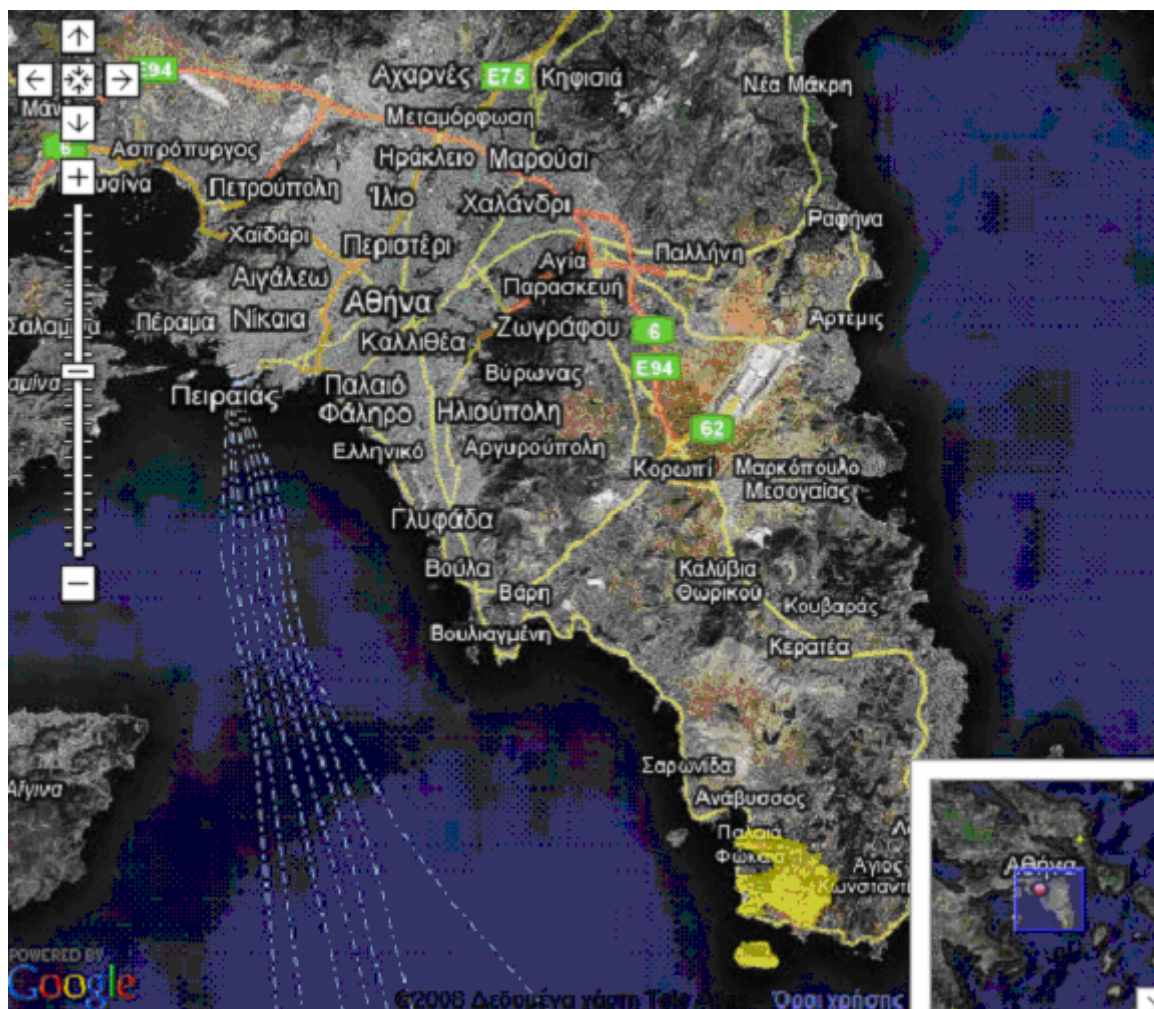 E94
Αχαρνές
E75
Κηφισιά
Νέα Μάκρη
Μεταμόρφωση
6
Ασπρόπυργος
Ηράκλειο
Μαρούσι
Πετρούπολη
Ίλιο
Χαλάνδρι
Χαϊδάρι
Περιστέρι
Ραφήνα
Παλλήνη
Αγία
Παρασκευή
Αιγάλεω
Αθήνα
Πέραμα
Νίκαια
Ζωγράφου
6
Άρτεμις
Καλλιθέα
E94
Βύρωνας
Πειραιάς
Παλαιό
Φάληρο
Ηλιούπολη
62
Ελληνικό
Αργυρούπολη
Κορωπί
Μαρκόπουλο
Μεσογαίας
Γλυφάδα
Βούλα
Βάρη
Καλύβια
Θορικού
Κουβαράς
Βουλιαγμένη
Κερατέα
Σαρωνίδα
Αίγινα
Ανάβυσσος
Παλαιά
Φώκαια
Άγιος
Αθήνα
POWERED BY
Google
©2008 Δεδομένα χάρτη Tele Atlas - Όροι χρήσης